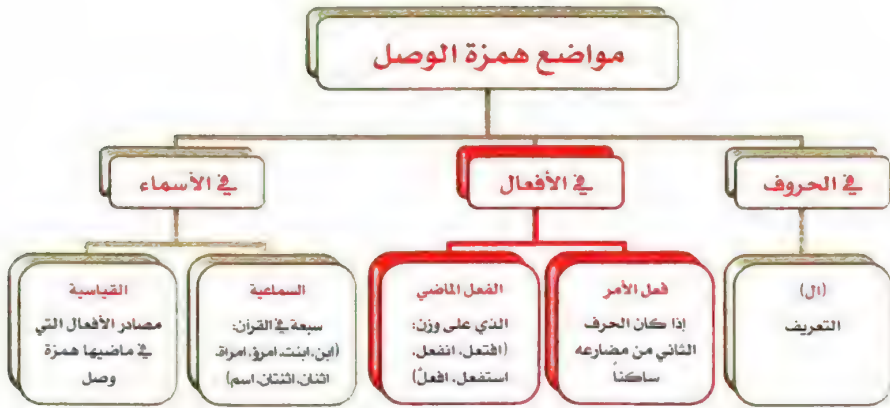 مواضع همزة الوصل
في الحروف
في الأفعال
في الأسماء
(ال)
التعريف
فعل الأمر
إذا كان الحرف
الثاني من مضارعه
ساكناً
الفعل الماضي
الذي على وزن:
(افتعل، انفعل،
استفعل، افعلّ)
السماعية
سبعة في القرآن:
(ابن، ابنت، امرؤ، امرأة،
اثنان، اثنتان، اسم)
القياسية
مصادر الأفعال التي
في ماضيها همزة
وصل